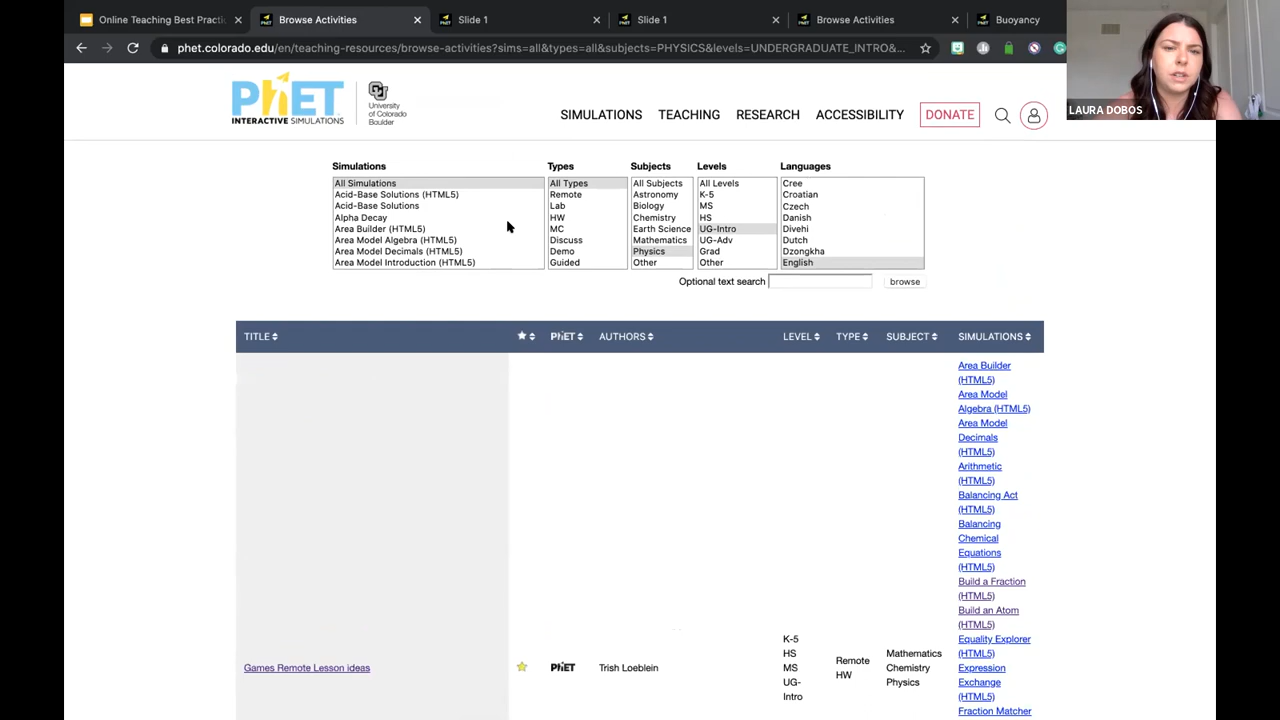 Online Teaching Best Practi
Browse Activities
Slide 1
Slide 1
Browse Activities
Buoyancy
phet.colorado.edu/en/teaching-resources/browse-activities?sims=all&types=all&subjects=PHYSICS&levels=UNDERGRADUATE_INTRO&...
LAURA DOBOS
PhET
INTERACTIVE SIMULATIONS
University of
Colorado
Boulder
SIMULATIONS
TEACHING
RESEARCH
ACCESSIBILITY
DONATE
Simulations
All Simulations
Acid-Base Solutions (HTML5)
Acid-Base Solutions
Alpha Decay
Area Builder (HTML5)
Area Model Algebra (HTML5)
Area Model Decimals (HTML5)
Area Model Introduction (HTML5)
Types
All Types
Remote
Lab
HW
MC
Discuss
Demo
Guided
Subjects
All Subjects
Astronomy
Biology
Chemistry
Earth Science
Mathematics
Physics
Other
Levels
All Levels
K-5
MS
HS
UG-Intro
UG-Adv
Grad
Other
Languages
Cree
Croatian
Czech
Danish
Divehi
Dutch
Dzongkha
English
Optional text search
browse
TITLE
PhET
AUTHORS
LEVEL
TYPE
SUBJECT
SIMULATIONS
Games Remote Lesson ideas
PhET
Trish Loeblein
K-5
HS
MS
UG-
Intro
Remote
HW
Mathematics
Chemistry
Physics
Area Builder
(HTML5)
Area Model
Algebra (HTML5)
Area Model
Decimals
(HTML5)
Arithmetic
(HTML5)
Balancing Act
(HTML5)
Balancing
Chemical
Equations
(HTML5)
Build a Fraction
(HTML5)
Build an Atom
(HTML5)
Equality Explorer
(HTML5)
Expression
Exchange
(HTML5)
Fraction Matcher